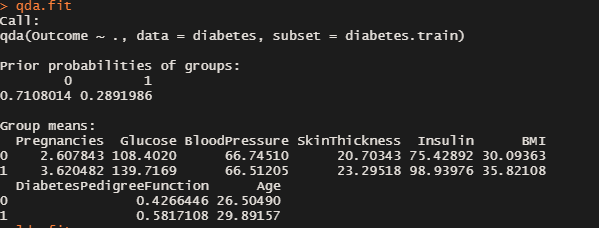 > qda.fit
Call:
qda(Outcome ~ ., data = diabetes, subset = diabetes.train)
Prior probabilities of groups:
0 1
0.7108014 0.2891986
Group means:
Pregnancies Glucose BloodPressure SkinThickness Insulin BMI
0 2.607843 108.4020 66.74510 20.70343 75.42892 30.09363
1 3.620482 139.7169 66.51205 23.29518 98.93976 35.82108
DiabetesPedigreeFunction Age
0 0.4266446 26.50490
1 0.5817108 29.89157